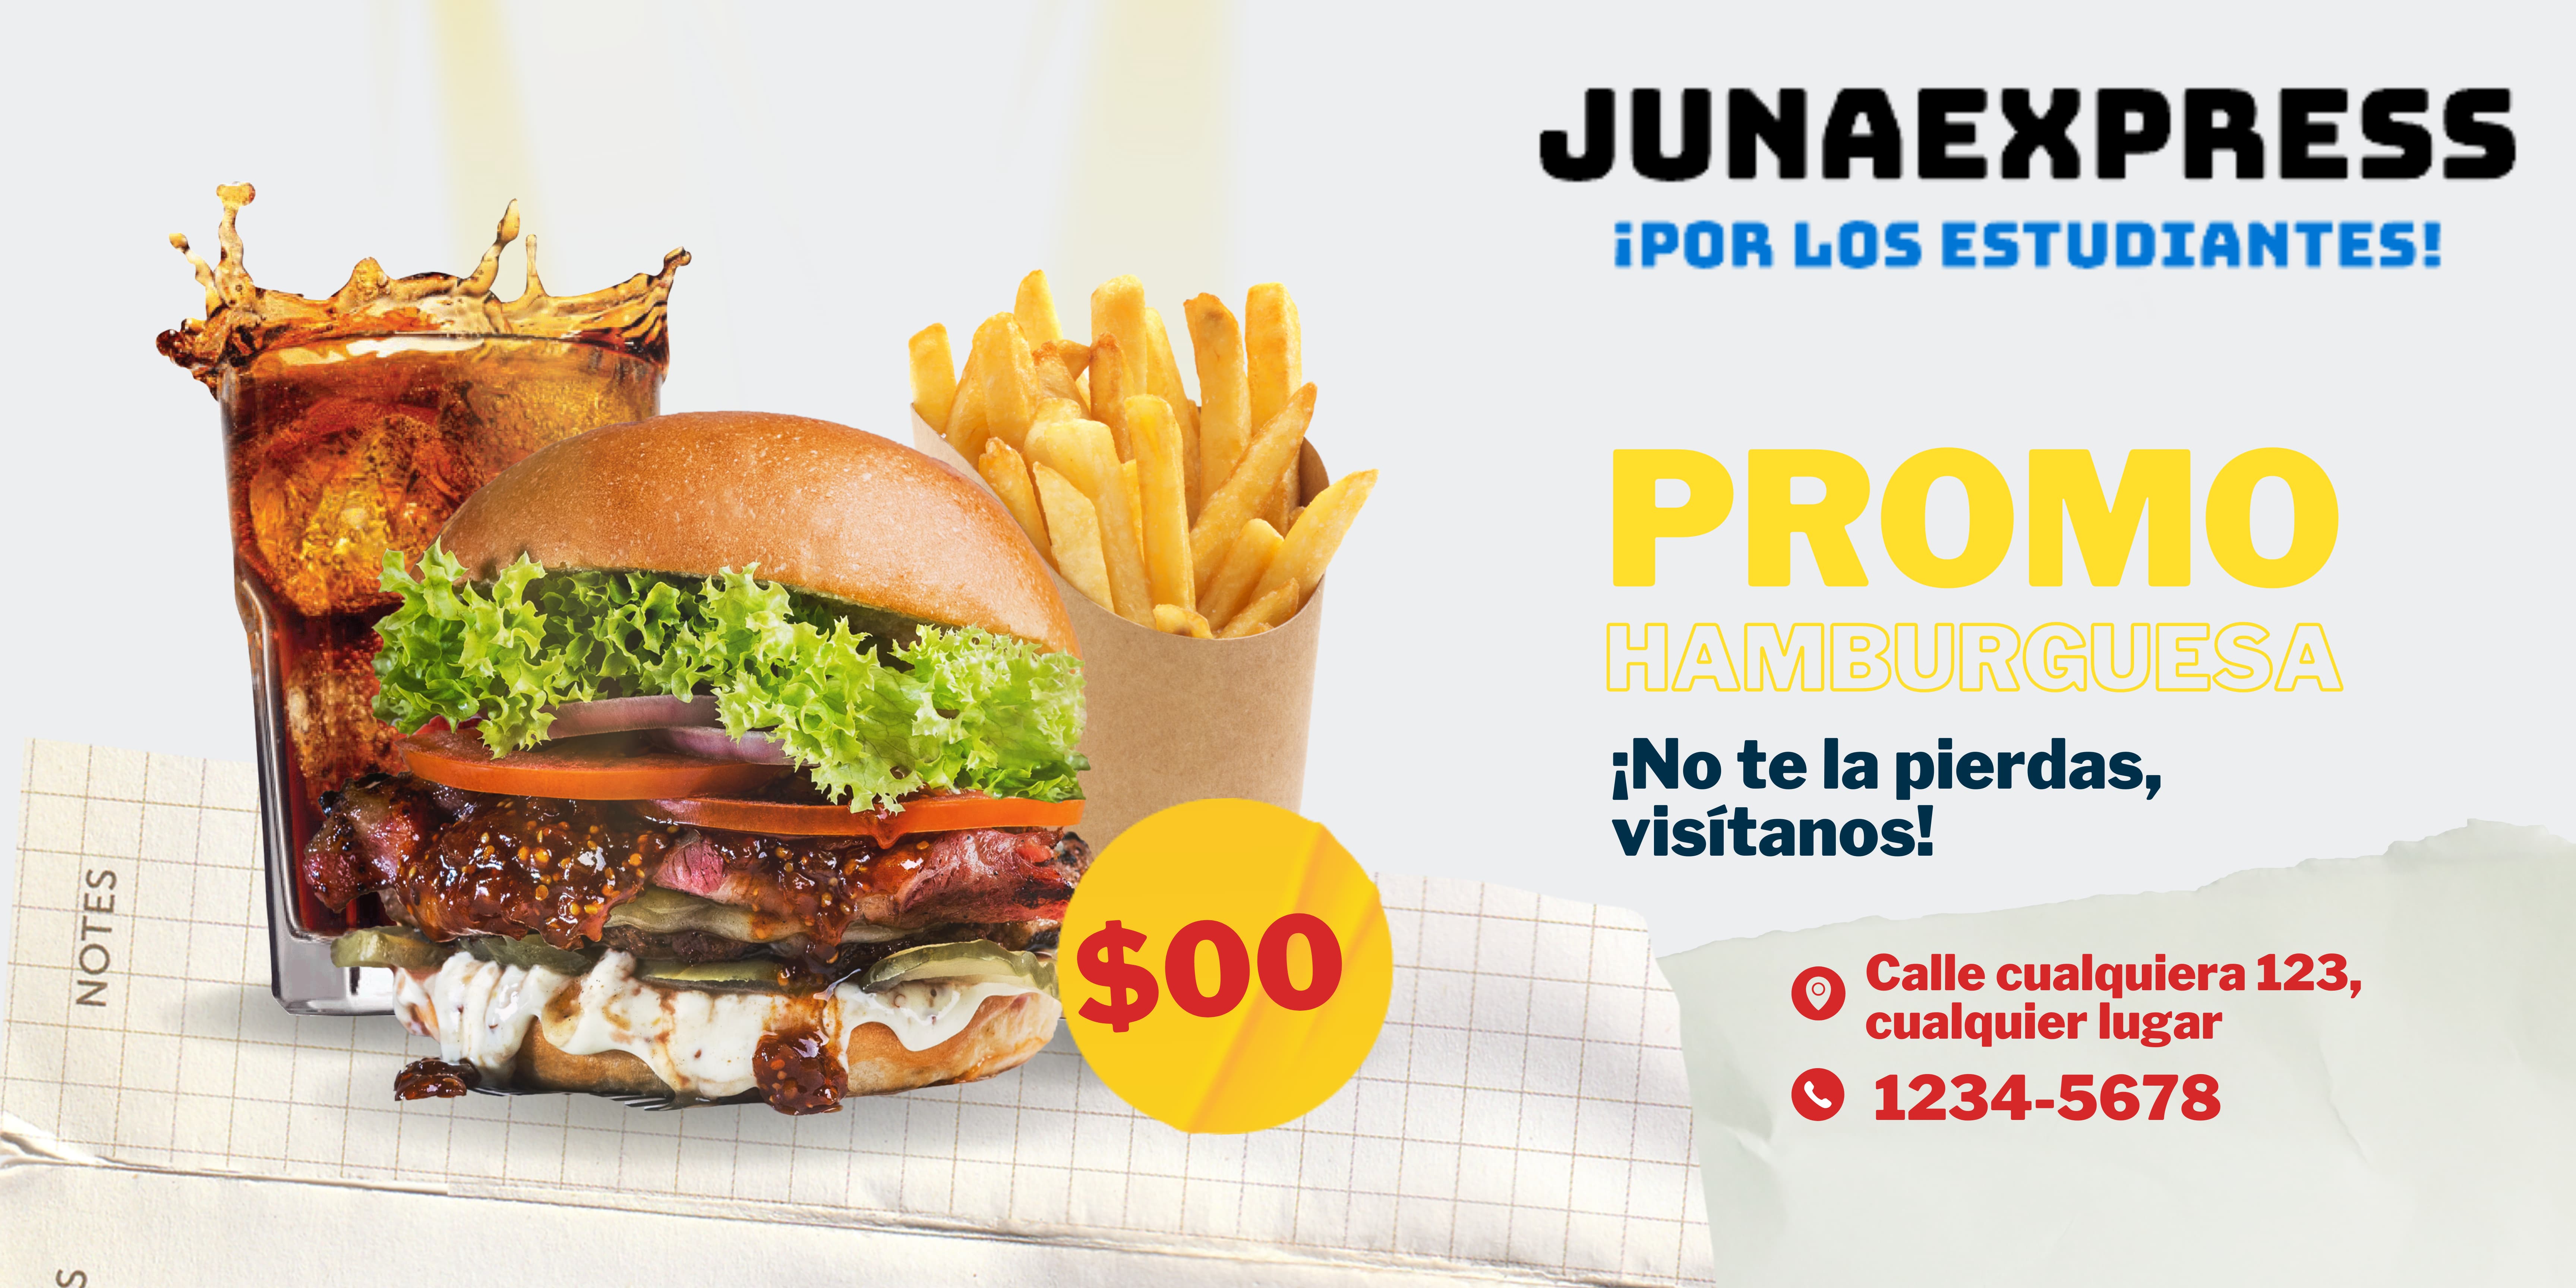 JUNAEXPRESS
¡POR LOS ESTUDIANTES!
PROMO
HAMBURGUESA
¡No te la pierdas,
visítanos!
NOTES
$00
Calle cualquiera 123,
cualquier lugar
1234-5678